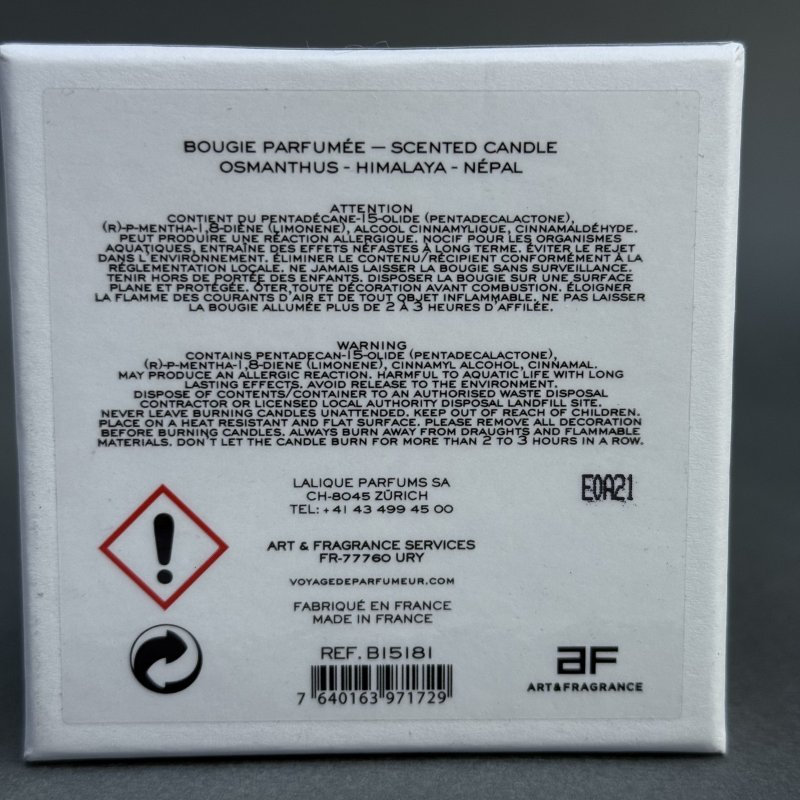 BOUGIE PARFUMÉE — SCENTED CANDLE
OSMANTHUS - HIMALAYA - NÉPAL
ATTENTION
CONTIENT DU PENTADÉCANE-15-OLIDE (PENTADECALACTONE),
(R)-P-MENTHA-1,8-DIÈNE (LIMONENE), ALCOOL CINNAMYLIQUE, CINNAMALDÉHYDE.
PEUT PRODUIRE UNE RÉACTION ALLERGIQUE. NOCIF POUR LES ORGANISMES
AQUATIQUES, ENTRAÎNE DES EFFETS NÉFASTES À LONG TERME. ÉVITER LE REJET
DANS L'ENVIRONNEMENT. ÉLIMINER LE CONTENU/RÉCIPIENT CONFORMÉMENT À LA
RÉGLEMENTATION LOCALE. NE JAMAIS LAISSER LA BOUGIE SANS SURVEILLANCE.
TENIR HORS DE PORTÉE DES ENFANTS. DISPOSER LA BOUGIE SUR UNE SURFACE
PLANE ET PROTÉGÉE. ÔTER TOUTE DÉCORATION AVANT COMBUSTION. ÉLOIGNER
LA FLAMME DES COURANTS D'AIR ET DE TOUT OBJET INFLAMMABLE. NE PAS LAISSER
LA BOUGIE ALLUMÉE PLUS DE 2 À 3 HEURES D'AFFILÉE.
WARNING
CONTAINS PENTADECAN-15-OLIDE (PENTADECALACTONE),
(R)-P-MENTHA-1,8-DIENE (LIMONENE), CINNAMYL ALCOHOL, CINNAMAL.
MAY PRODUCE AN ALLERGIC REACTION. HARMFUL TO AQUATIC LIFE WITH LONG
LASTING EFFECTS. AVOID RELEASE TO THE ENVIRONMENT.
DISPOSE OF CONTENTS/CONTAINER TO AN AUTHORISED WASTE DISPOSAL
CONTRACTOR OR LICENSED LOCAL AUTHORITY DISPOSAL LANDFILL SITE.
NEVER LEAVE BURNING CANDLES UNATTENDED. KEEP OUT OF REACH OF CHILDREN.
PLACE ON A HEAT RESISTANT AND FLAT SURFACE. PLEASE REMOVE ALL DECORATION
BEFORE BURNING CANDLES. ALWAYS BURN AWAY FROM DRAUGHTS AND FLAMMABLE
MATERIALS. DON'T LET THE CANDLE BURN FOR MORE THAN 2 TO 3 HOURS IN A ROW.
LALIQUE PARFUMS SA
CH-8045 ZÜRICH
TEL: +41 43 499 45 00
E0A21
ART & FRAGRANCE SERVICES
FR-77760 URY
VOYAGEDEPARFUMEUR.COM
FABRIQUÉ EN FRANCE
MADE IN FRANCE
REF. B15181
7 640163 971729
aF
ART&FRAGRANCE